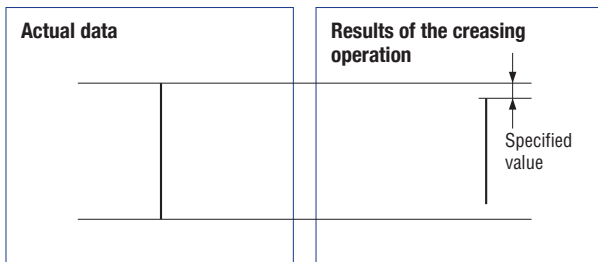 Actual data
Results of the creasing
operation
Specified
value